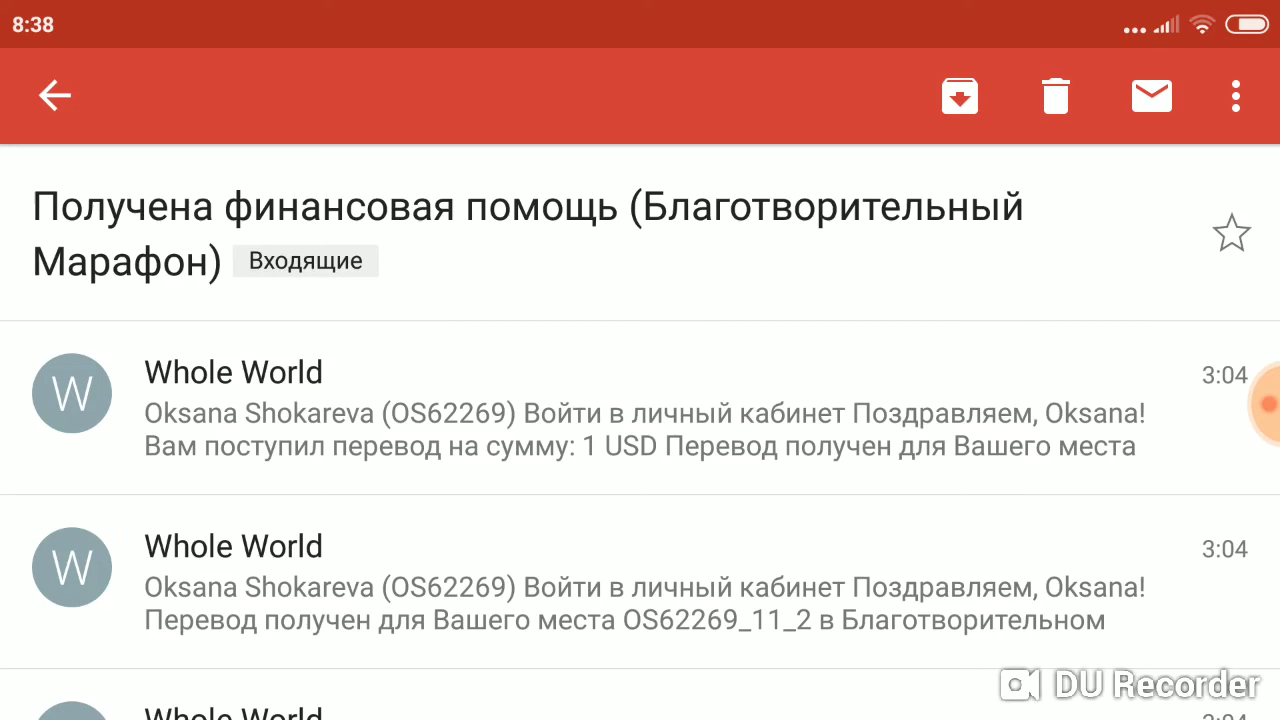 8:38
Получена финансовая помощь (Благотворительный
Марафон) Входящие
W
Whole World
3:04
Oksana Shokareva (OS62269) Войти в личный кабинет Поздравляем, Oksana!
Вам поступил перевод на сумму: 1 USD Перевод получен для Вашего места
W
Whole World
3:04
Oksana Shokareva (OS62269) Войти в личный кабинет Поздравляем, Oksana!
Перевод получен для Вашего места OS62269_11_2 в Благотворительном
Whole World
3:04
DU Recorder